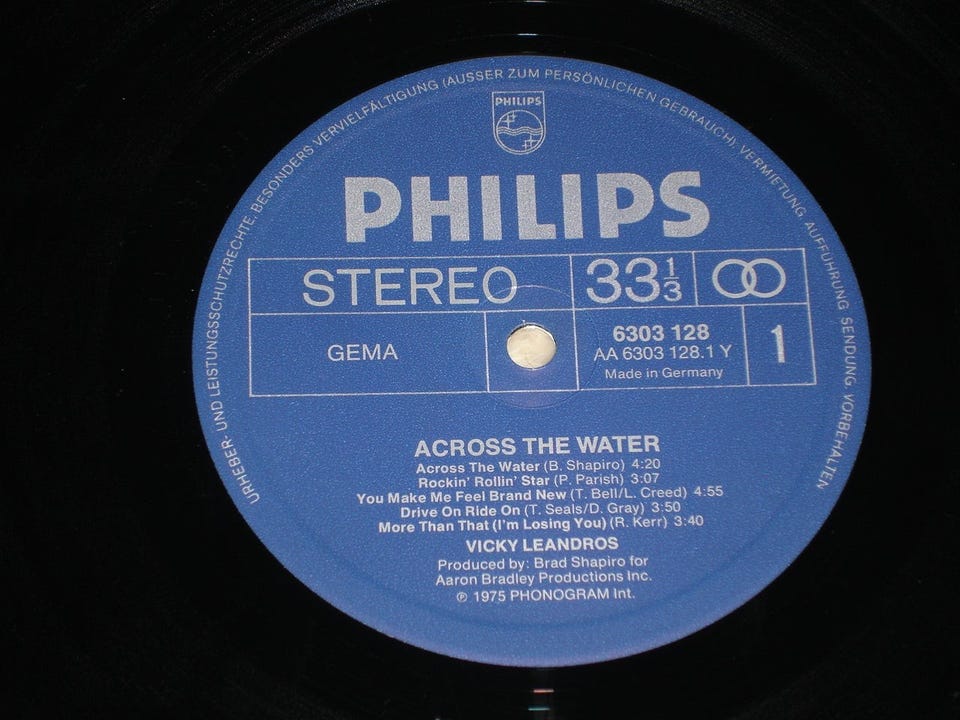 URHEBER- UND LEISTUNGSSCHUTZRECHTE, BESONDERS VERVIELFÄLTIGUNG (AUSSER ZUM PERSÖNLICHEN GEBRAUCH), VERMIETUNG, AUFFÜHRUNG SENDUNG VORBEHALTEN
PHILIPS
PHILIPS
STEREO
33 1/3
GEMA
6303 128
AA 6303 128.1 Y
Made in Germany
1
ACROSS THE WATER
Across The Water (B. Shapiro) 4:20
Rockin' Rollin' Star (P. Parish) 3:07
You Make Me Feel Brand New (T. Bell/L. Creed) 4:55
Drive On Ride On (T. Seals/D. Gray) 3:50
More Than That (I'm Losing You) (R. Kerr) 3:40
VICKY LEANDROS
Produced by: Brad Shapiro for
Aaron Bradley Productions Inc.
℗ 1975 PHONOGRAM Int.